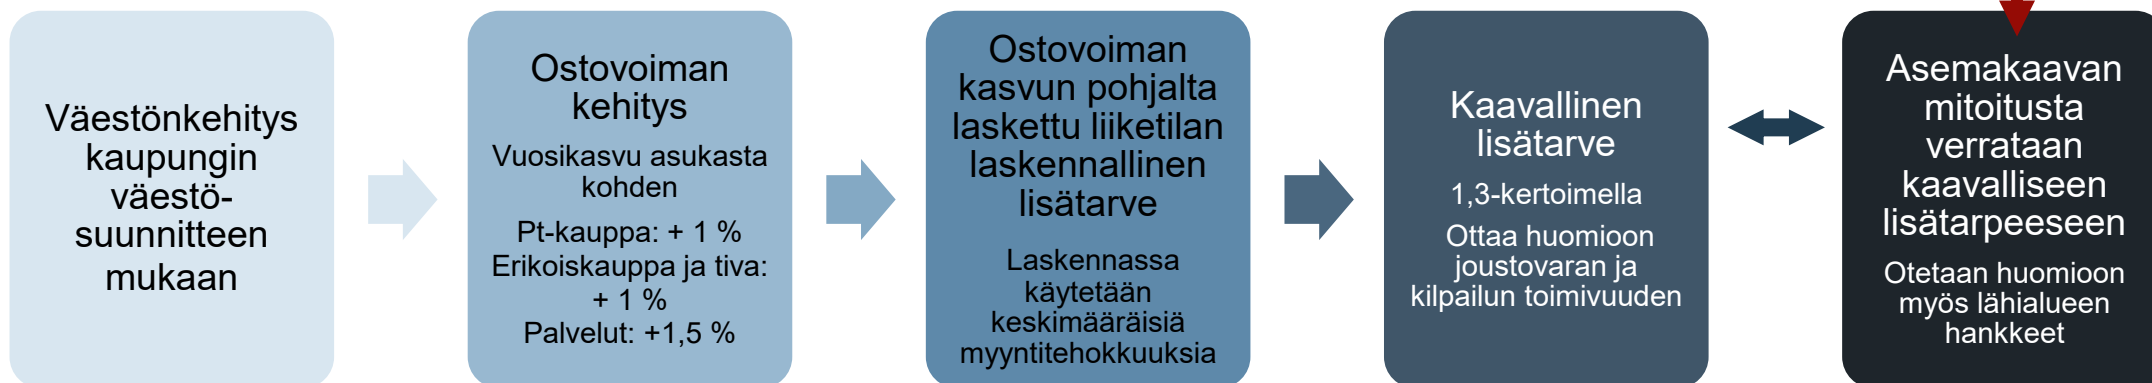 Väestönkehitys
kaupungin
väestö-
suunnitteen
mukaan
Ostovoiman
kehitys
Vuosikasvu asukasta
kohden
Pt-kauppa: + 1 %
Erikoiskauppa ja tiva:
+ 1 %
Palvelut: +1,5 %
Ostovoiman
kasvun pohjalta
laskettu liiketilan
laskennallinen
lisätarve
Laskennassa
käytetään
keskimääräisiä
myyntitehokkuuksia
Kaavallinen
lisätarve
1,3-kertoimella
Ottaa huomioon
joustovaran ja
kilpailun toimivuuden
Asemakaavan
mitoitusta
verrataan
kaavalliseen
lisätarpeeseen
Otetaan huomioon
myös lähialueen
hankkeet